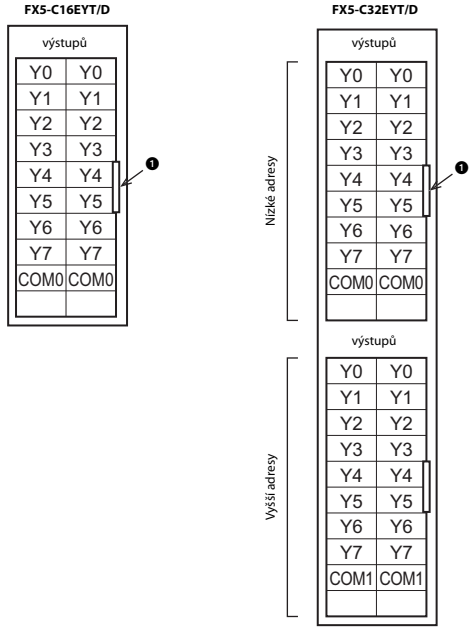 FX5-C16EYT/D
výstupů
Y0 Y0
Y1 Y1
Y2 Y2
Y3 Y3
Y4 Y4
Y5 Y5
Y6 Y6
Y7 Y7
COM0 COM0
❶
FX5-C32EYT/D
Nízké adresy
výstupů
Y0 Y0
Y1 Y1
Y2 Y2
Y3 Y3
Y4 Y4
Y5 Y5
Y6 Y6
Y7 Y7
COM0 COM0
❶
Vyšší adresy
výstupů
Y0 Y0
Y1 Y1
Y2 Y2
Y3 Y3
Y4 Y4
Y5 Y5
Y6 Y6
Y7 Y7
COM1 COM1